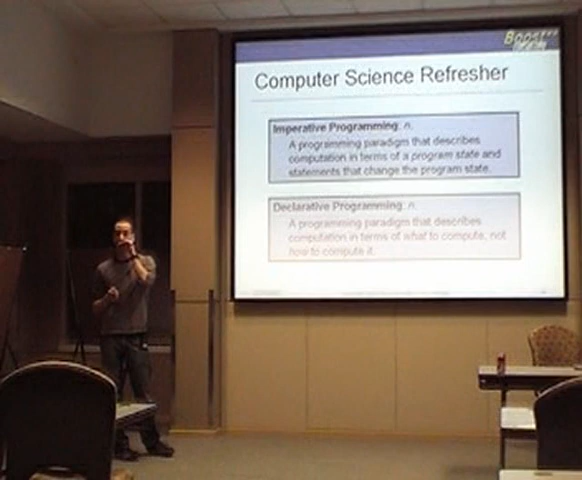 Boost
Computer Science Refresher
Imperative Programming: n.
A programming paradigm that describes
computation in terms of a program state and
statements that change the program state.
Declarative Programming: n.
A programming paradigm that describes
computation in terms of what to compute, not
how to compute it.